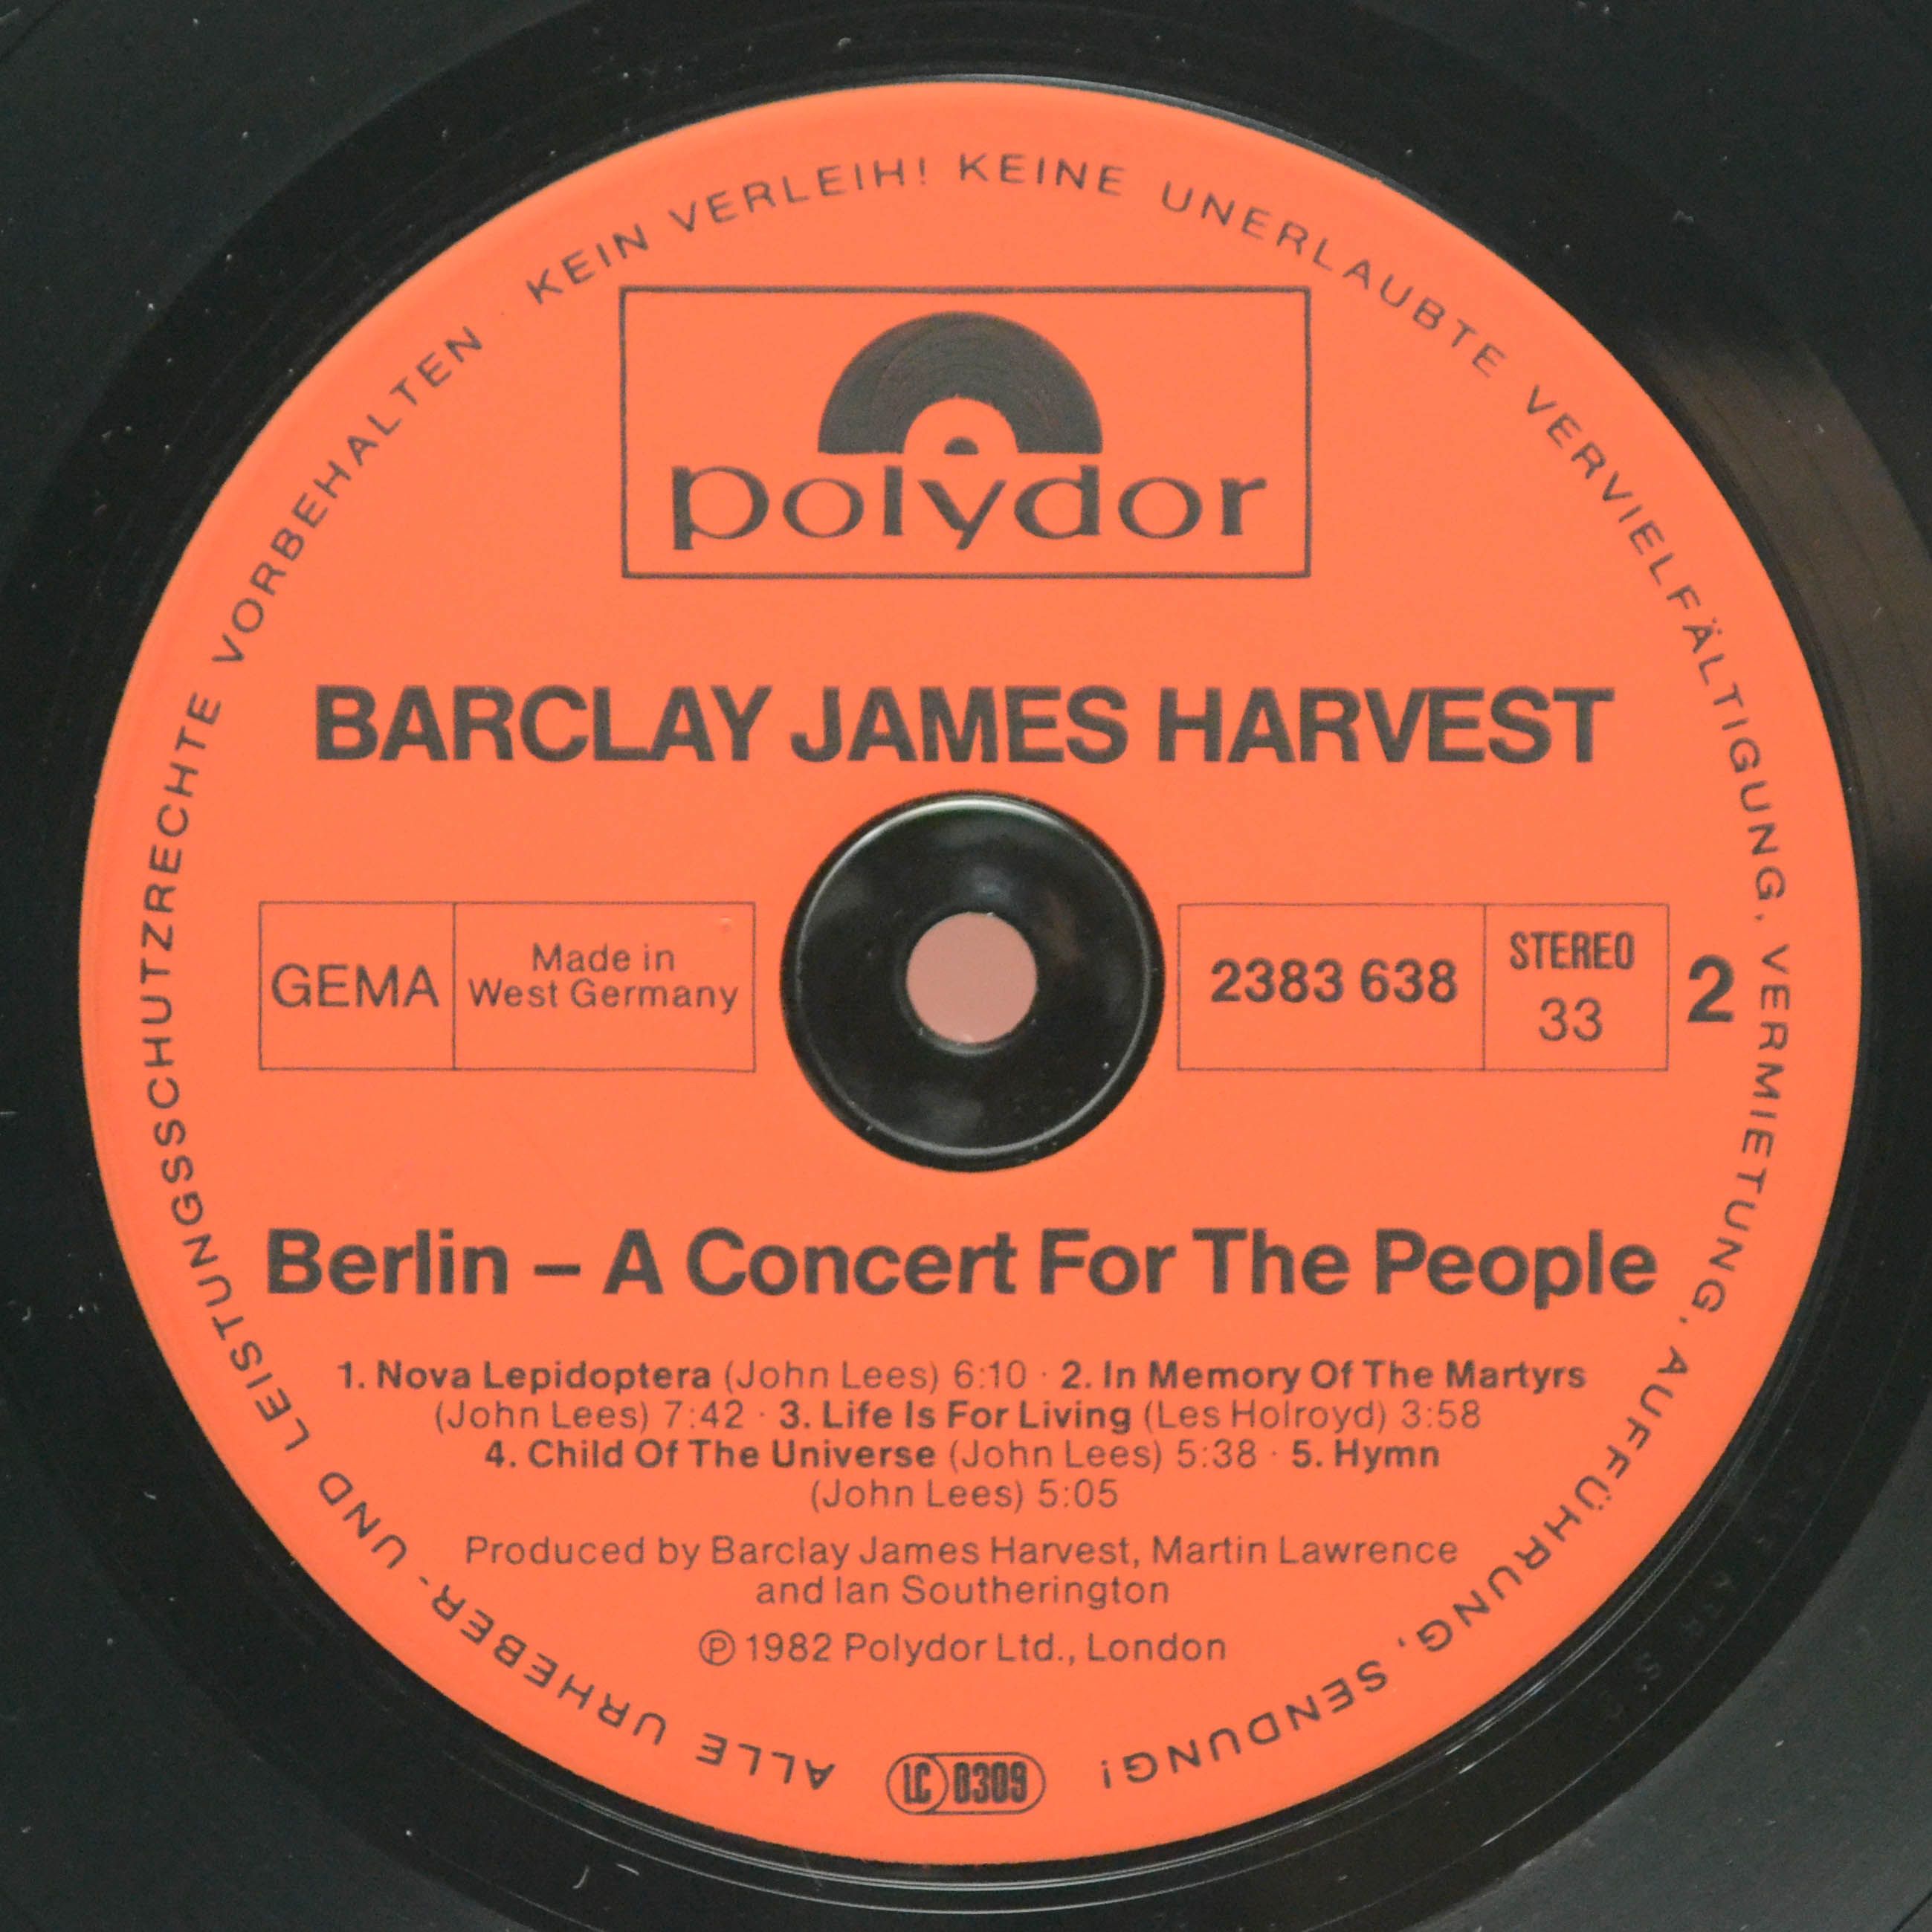 ALLE URHEBER- UND LEISTUNGSSCHUTZRECHTE VORBEHALTEN · KEIN VERLEIH! KEINE UNERLAUBTE VERVIELFÄLTIGUNG, VERMIETUNG, AUFFÜHRUNG, SENDUNG!
polydor
BARCLAY JAMES HARVEST
GEMA
Made in
West Germany
2383 638
STEREO
33
2
Berlin – A Concert For The People
1. Nova Lepidoptera (John Lees) 6:10 · 2. In Memory Of The Martyrs
(John Lees) 7:42 · 3. Life Is For Living (Les Holroyd) 3:58
4. Child Of The Universe (John Lees) 5:38 · 5. Hymn
(John Lees) 5:05
Produced by Barclay James Harvest, Martin Lawrence
and Ian Southerington
℗ 1982 Polydor Ltd., London
LC 0309